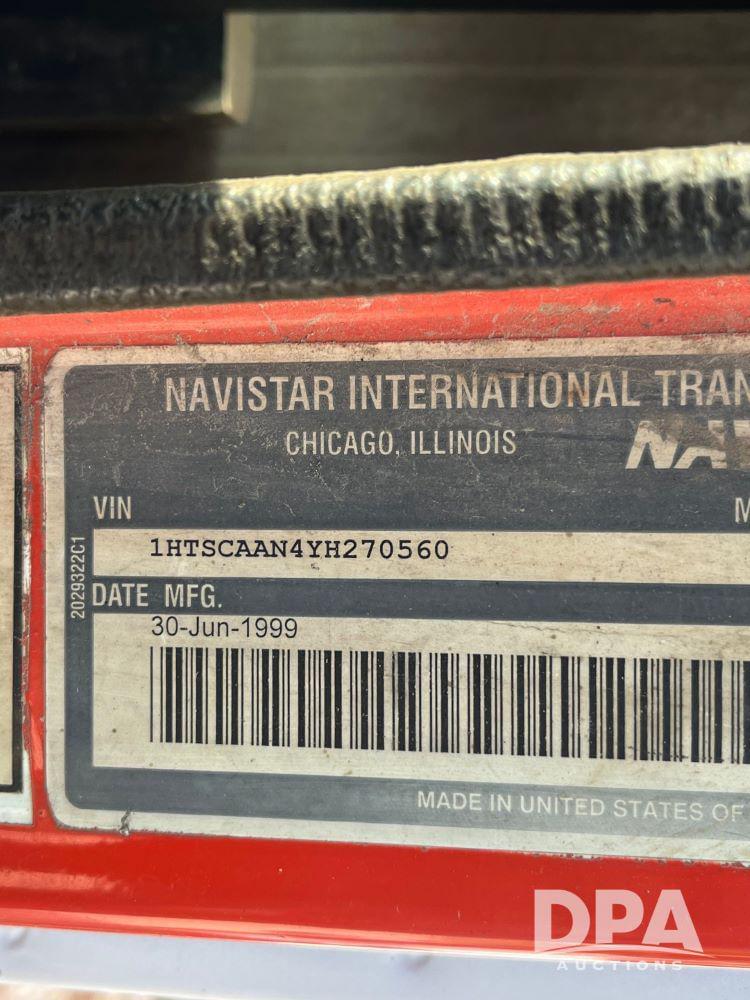 NAVISTAR INTERNATIONAL TRAN
CHICAGO, ILLINOIS
VIN
1HTSCAAN4YH270560
DATE MFG.
30-Jun-1999
2029322C1
MADE IN UNITED STATES OF
DPA
AUCTIONS